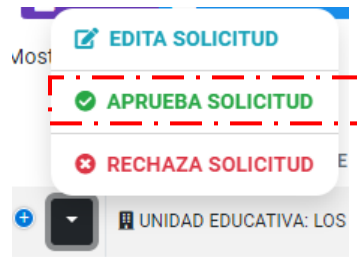 EDITA SOLICITUD
Most
APRUEBA SOLICITUD
RECHAZA SOLICITUD
E
UNIDAD EDUCATIVA: LOS